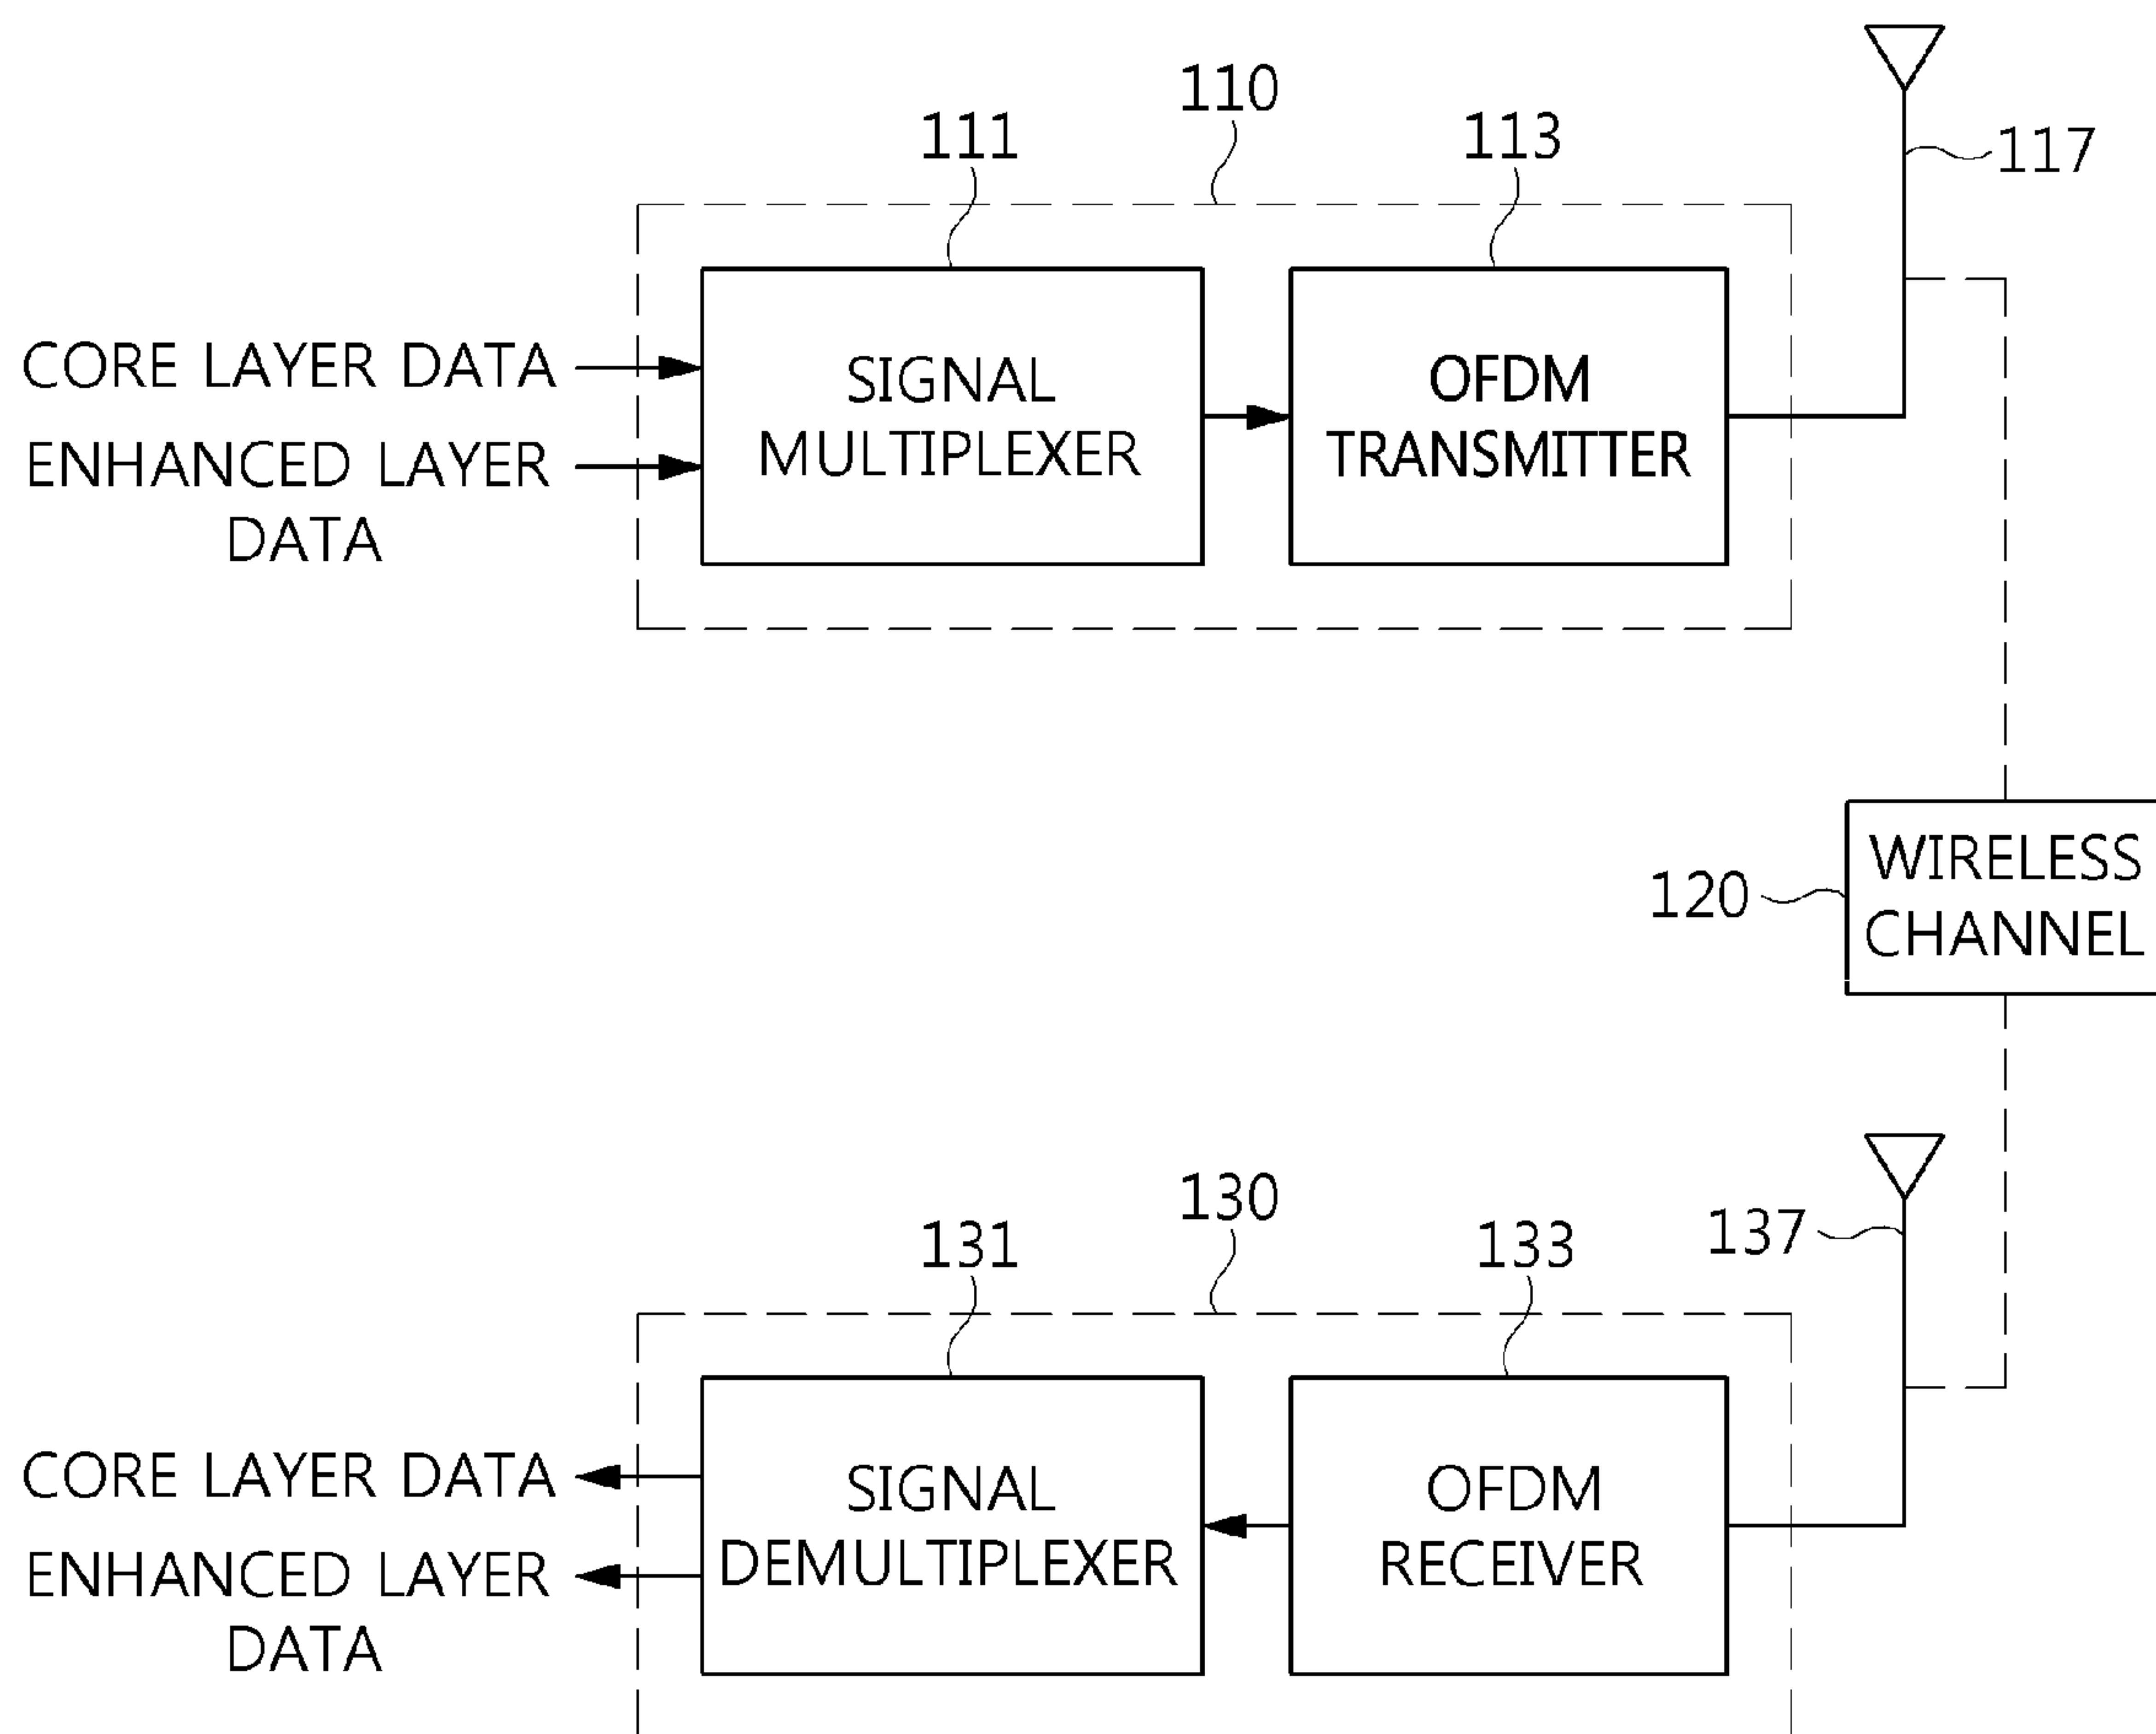 110
111
113
117
CORE LAYER DATA
ENHANCED LAYER
DATA
SIGNAL
MULTIPLEXER
OFDM
TRANSMITTER
120
WIRELESS
CHANNEL
130
131
133
137
CORE LAYER DATA
ENHANCED LAYER
DATA
SIGNAL
DEMULTIPLEXER
OFDM
RECEIVER